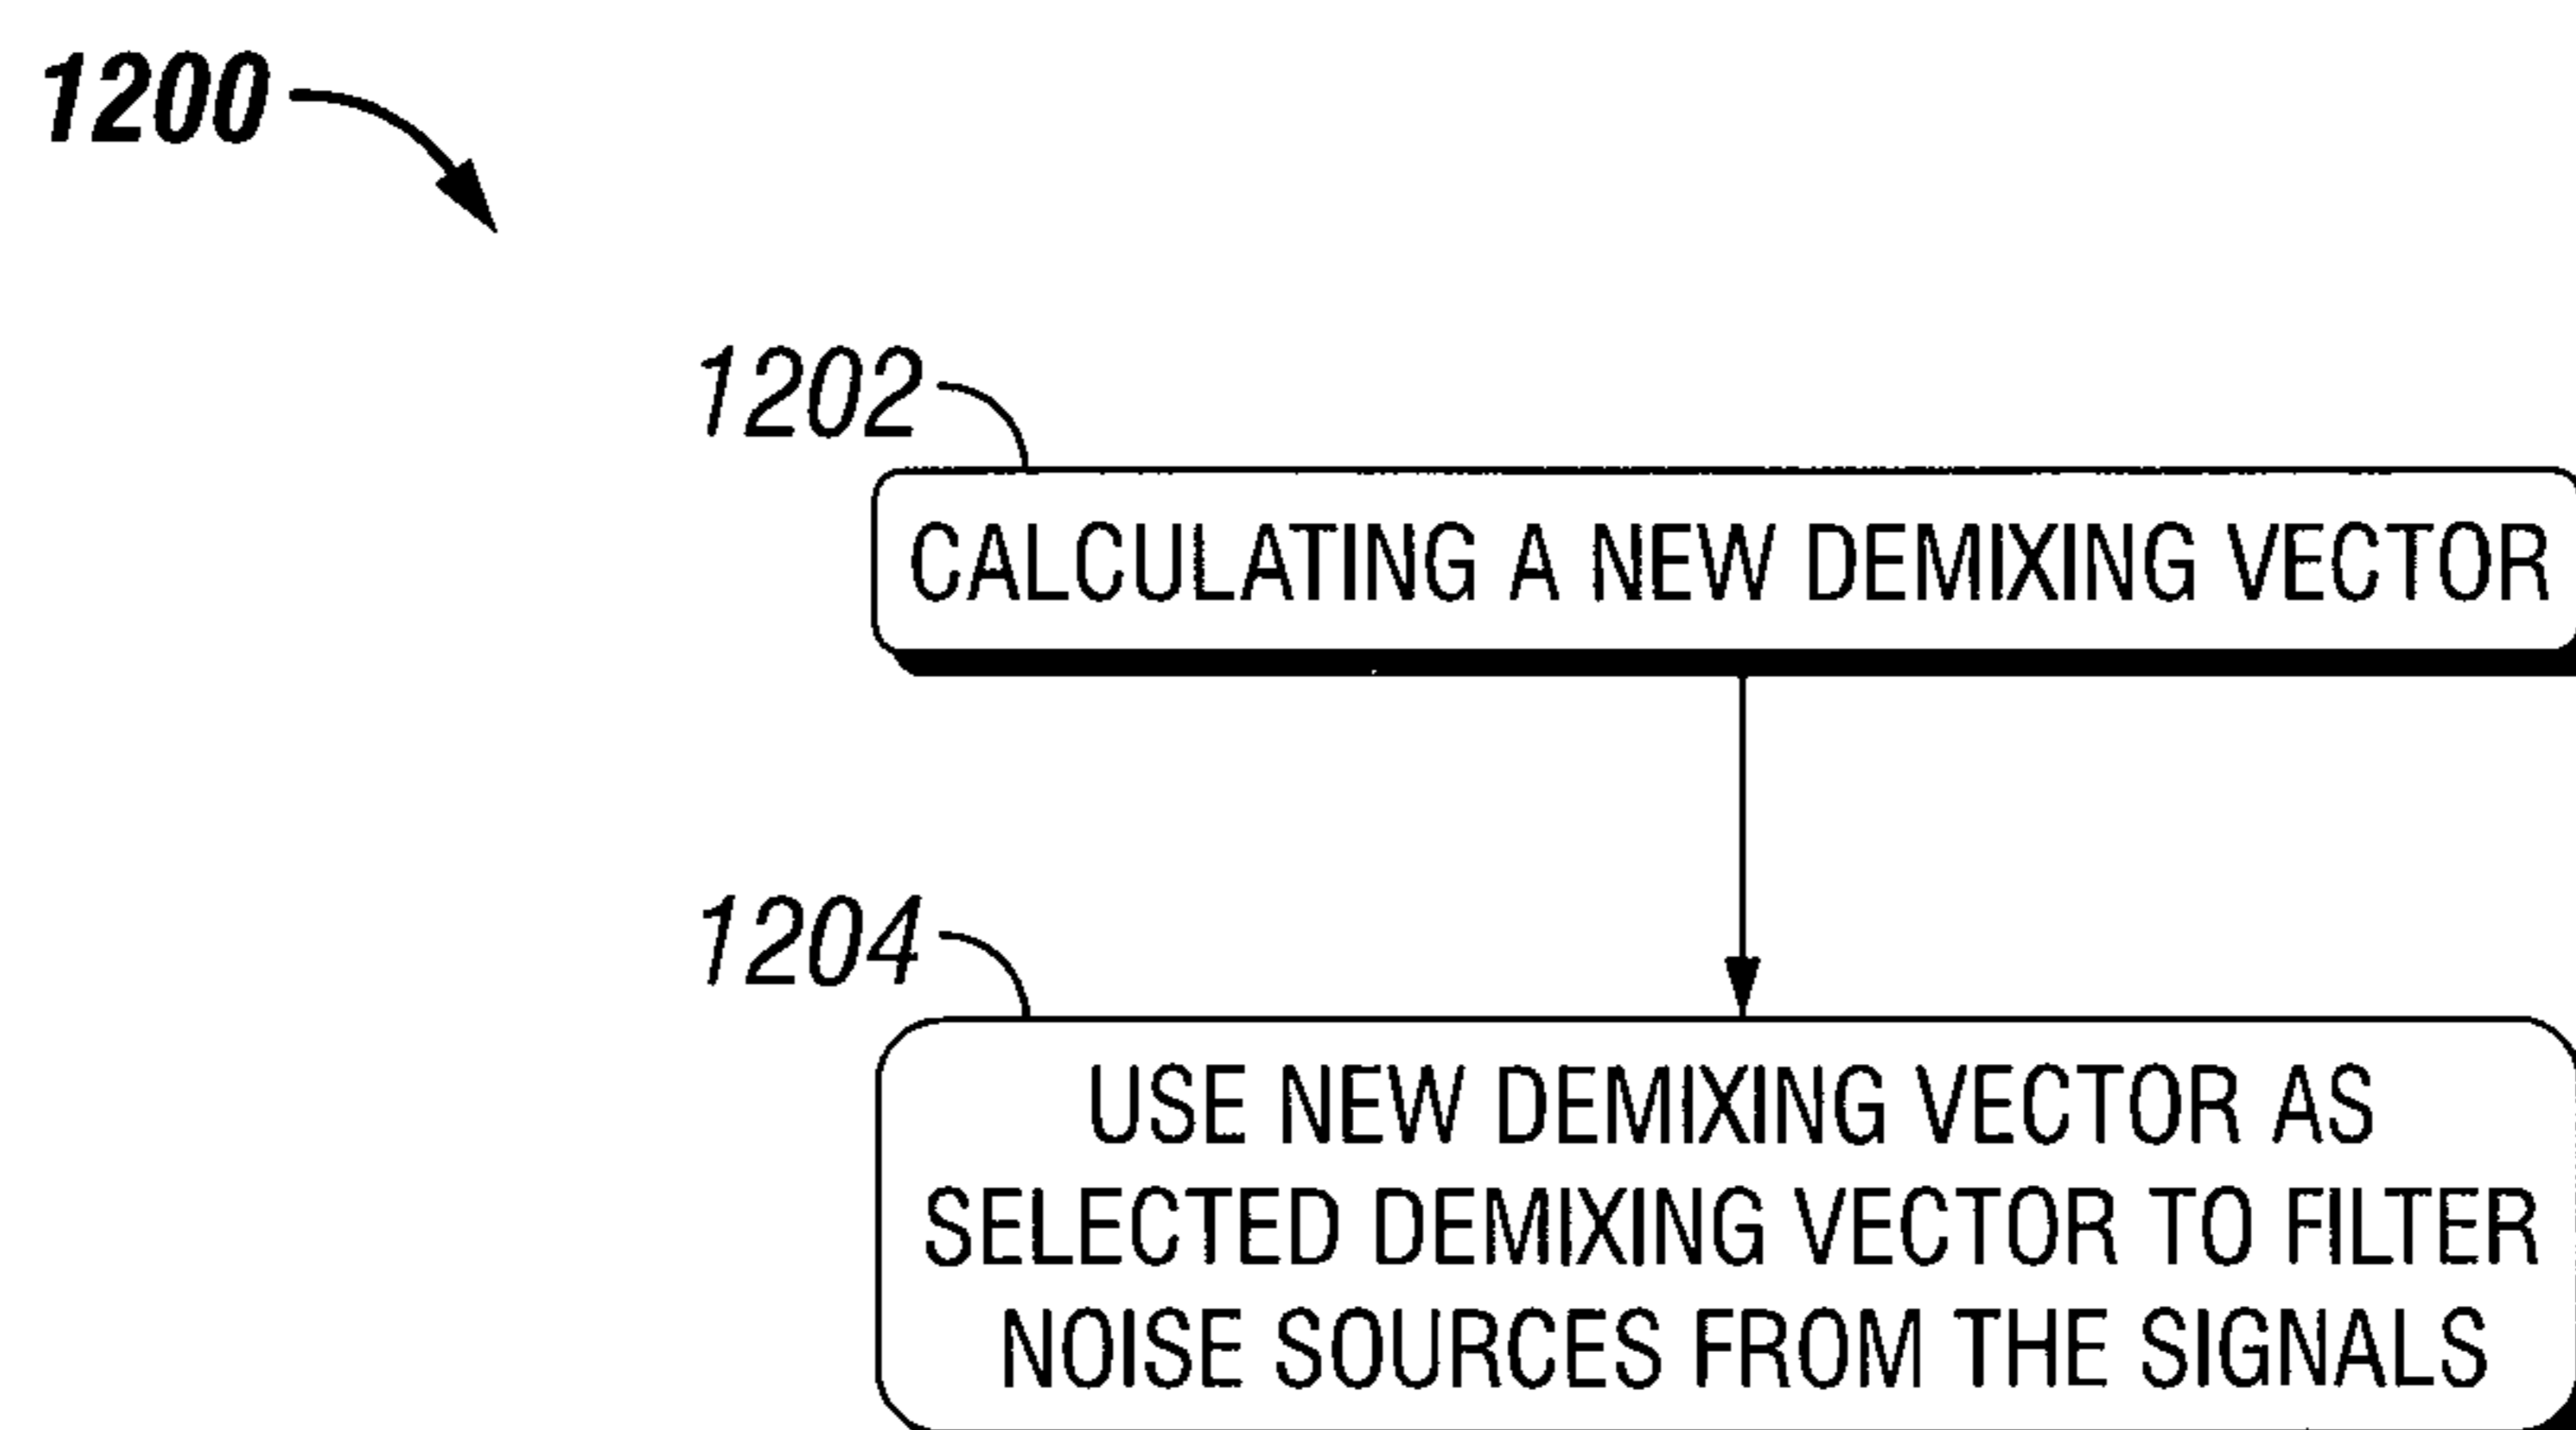 1200
1202
CALCULATING A NEW DEMIXING VECTOR
1204
USE NEW DEMIXING VECTOR AS
SELECTED DEMIXING VECTOR TO FILTER
NOISE SOURCES FROM THE SIGNALS